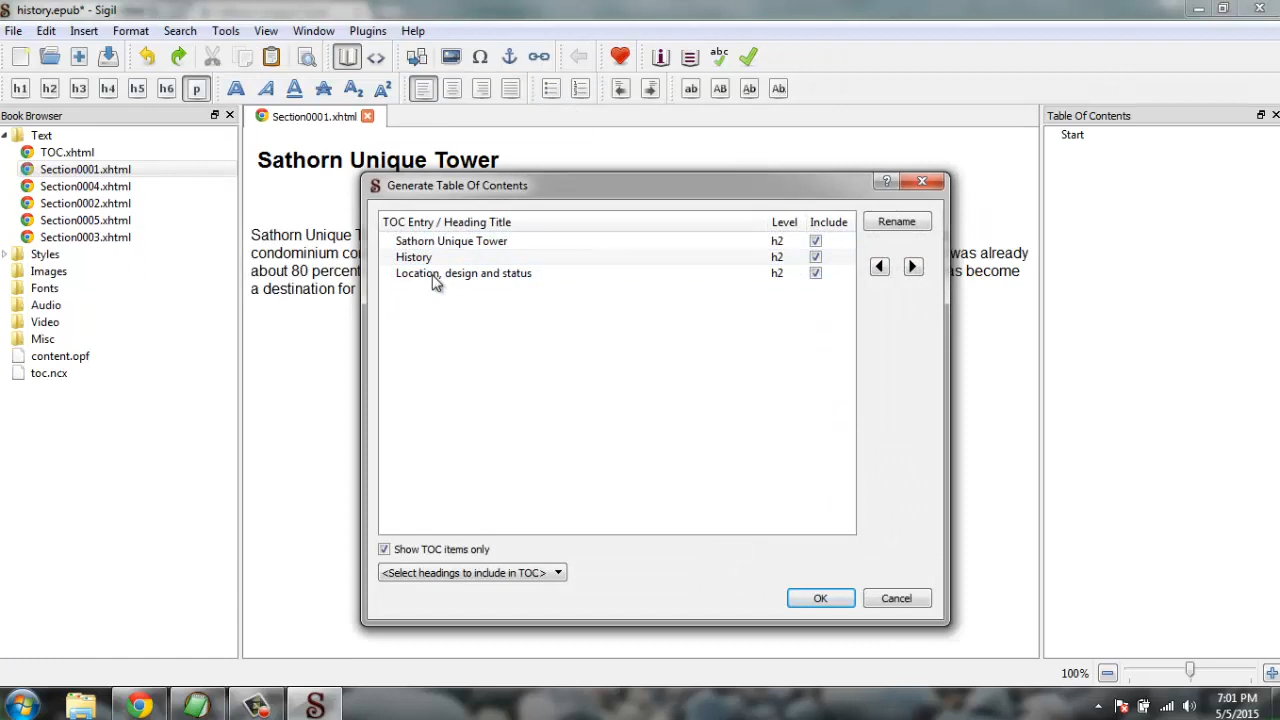 history.epub* - Sigil
File Edit Insert Format Search Tools View Window Plugins Help
h1 h2 h3 h4 h5 h6 p
Book Browser
Text
TOC.xhtml
Section0001.xhtml
Section0004.xhtml
Section0002.xhtml
Section0005.xhtml
Section0003.xhtml
Styles
Images
Fonts
Audio
Video
Misc
content.opf
toc.ncx
Section0001.xhtml
Sathorn Unique Tower
Sathorn Unique T
condominium co was already
about 80 percent as become
a destination for
Generate Table Of Contents
TOC Entry / Heading Title Level Include
Sathorn Unique Tower h2
History h2
Location, design and status h2
Rename
Show TOC items only
<Select headings to include in TOC>
OK Cancel
Table Of Contents
Start
100%
7:01 PM
5/5/2015